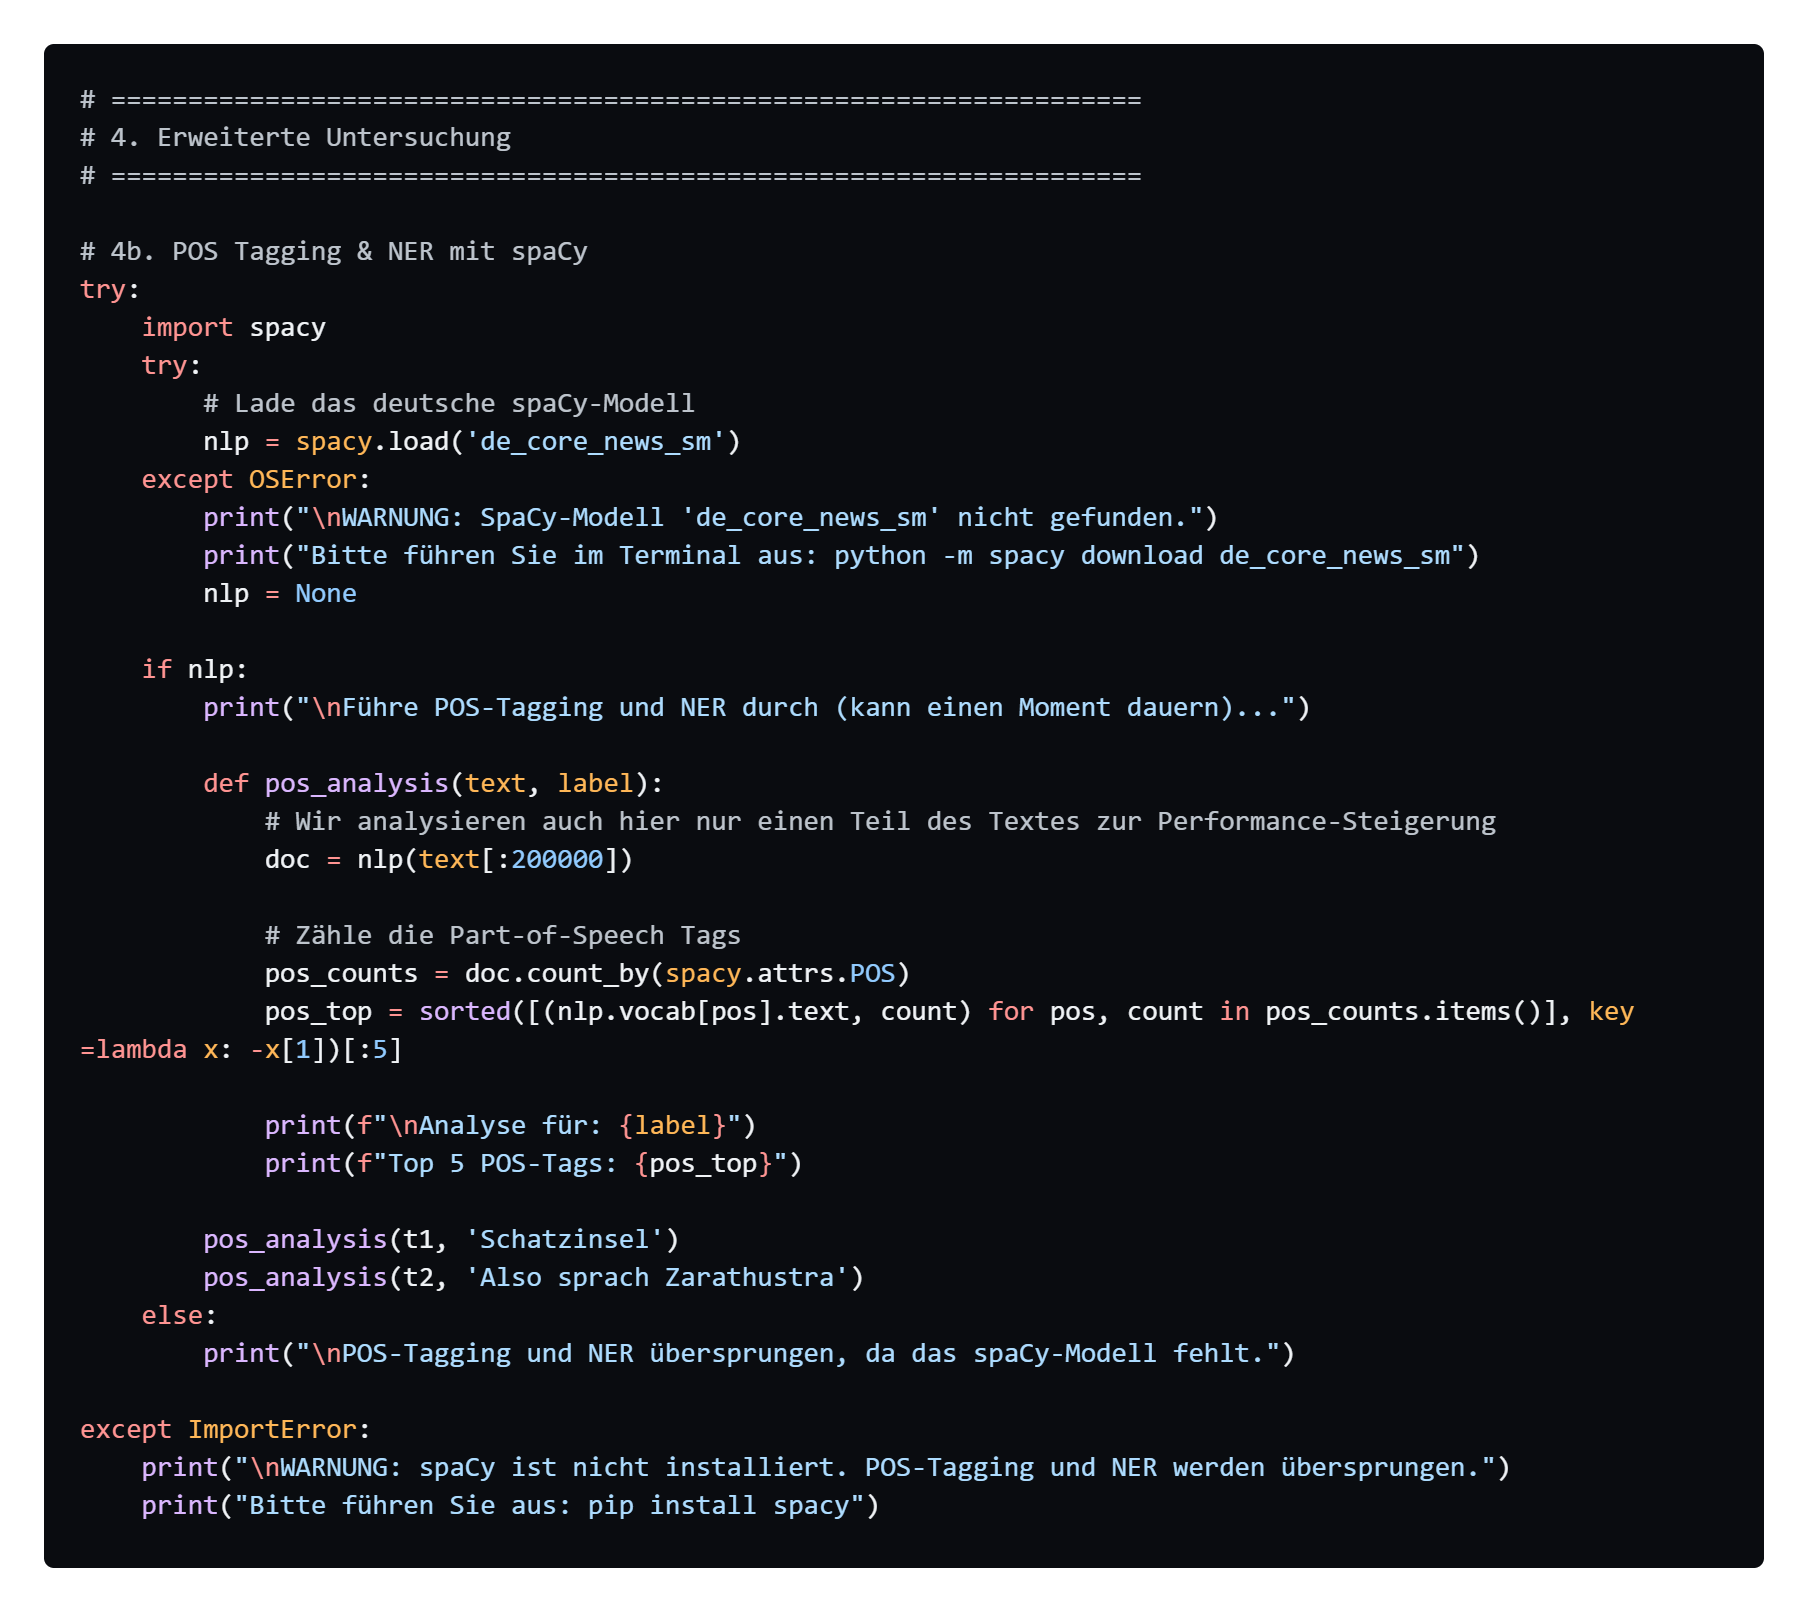 # ===================================================================
# 4. Erweiterte Untersuchung
# ===================================================================

# 4b. POS Tagging & NER mit spaCy
try:
    import spacy
    try:
        # Lade das deutsche spaCy-Modell
        nlp = spacy.load('de_core_news_sm')
    except OSError:
        print("\nWARNUNG: SpaCy-Modell 'de_core_news_sm' nicht gefunden.")
        print("Bitte führen Sie im Terminal aus: python -m spacy download de_core_news_sm")
        nlp = None

    if nlp:
        print("\nFühre POS-Tagging und NER durch (kann einen Moment dauern)...")

        def pos_analysis(text, label):
            # Wir analysieren auch hier nur einen Teil des Textes zur Performance-Steigerung
            doc = nlp(text[:200000])

            # Zähle die Part-of-Speech Tags
            pos_counts = doc.count_by(spacy.attrs.POS)
            pos_top = sorted([(nlp.vocab[pos].text, count) for pos, count in pos_counts.items()], key
=lambda x: -x[1])[:5]

            print(f"\nAnalyse für: {label}")
            print(f"Top 5 POS-Tags: {pos_top}")

        pos_analysis(t1, 'Schatzinsel')
        pos_analysis(t2, 'Also sprach Zarathustra')
    else:
        print("\nPOS-Tagging und NER übersprungen, da das spaCy-Modell fehlt.")

except ImportError:
    print("\nWARNUNG: spaCy ist nicht installiert. POS-Tagging und NER werden übersprungen.")
    print("Bitte führen Sie aus: pip install spacy")